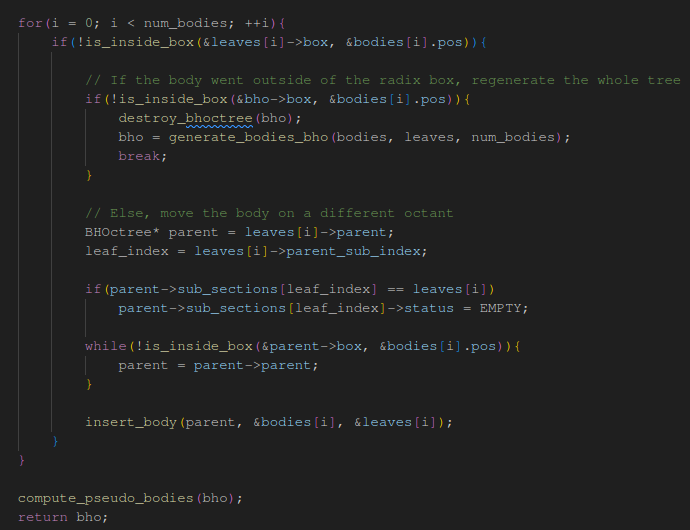 for(i = 0; i < num_bodies; ++i){
if(!is_inside_box(&leaves[i]->box, &bodies[i].pos)){
// If the body went outside of the radix box, regenerate the whole tree
if(!is_inside_box(&bho->box, &bodies[i].pos)){
destroy_bhoctree(bho);
bho = generate_bodies_bho(bodies, leaves, num_bodies);
break;
}
// Else, move the body on a different octant
BHOctree* parent = leaves[i]->parent;
leaf_index = leaves[i]->parent_sub_index;
if(parent->sub_sections[leaf_index] == leaves[i])
parent->sub_sections[leaf_index]->status = EMPTY;
while(!is_inside_box(&parent->box, &bodies[i].pos)){
parent = parent->parent;
}
insert_body(parent, &bodies[i], &leaves[i]);
}
}
compute_pseudo_bodies(bho);
return bho;